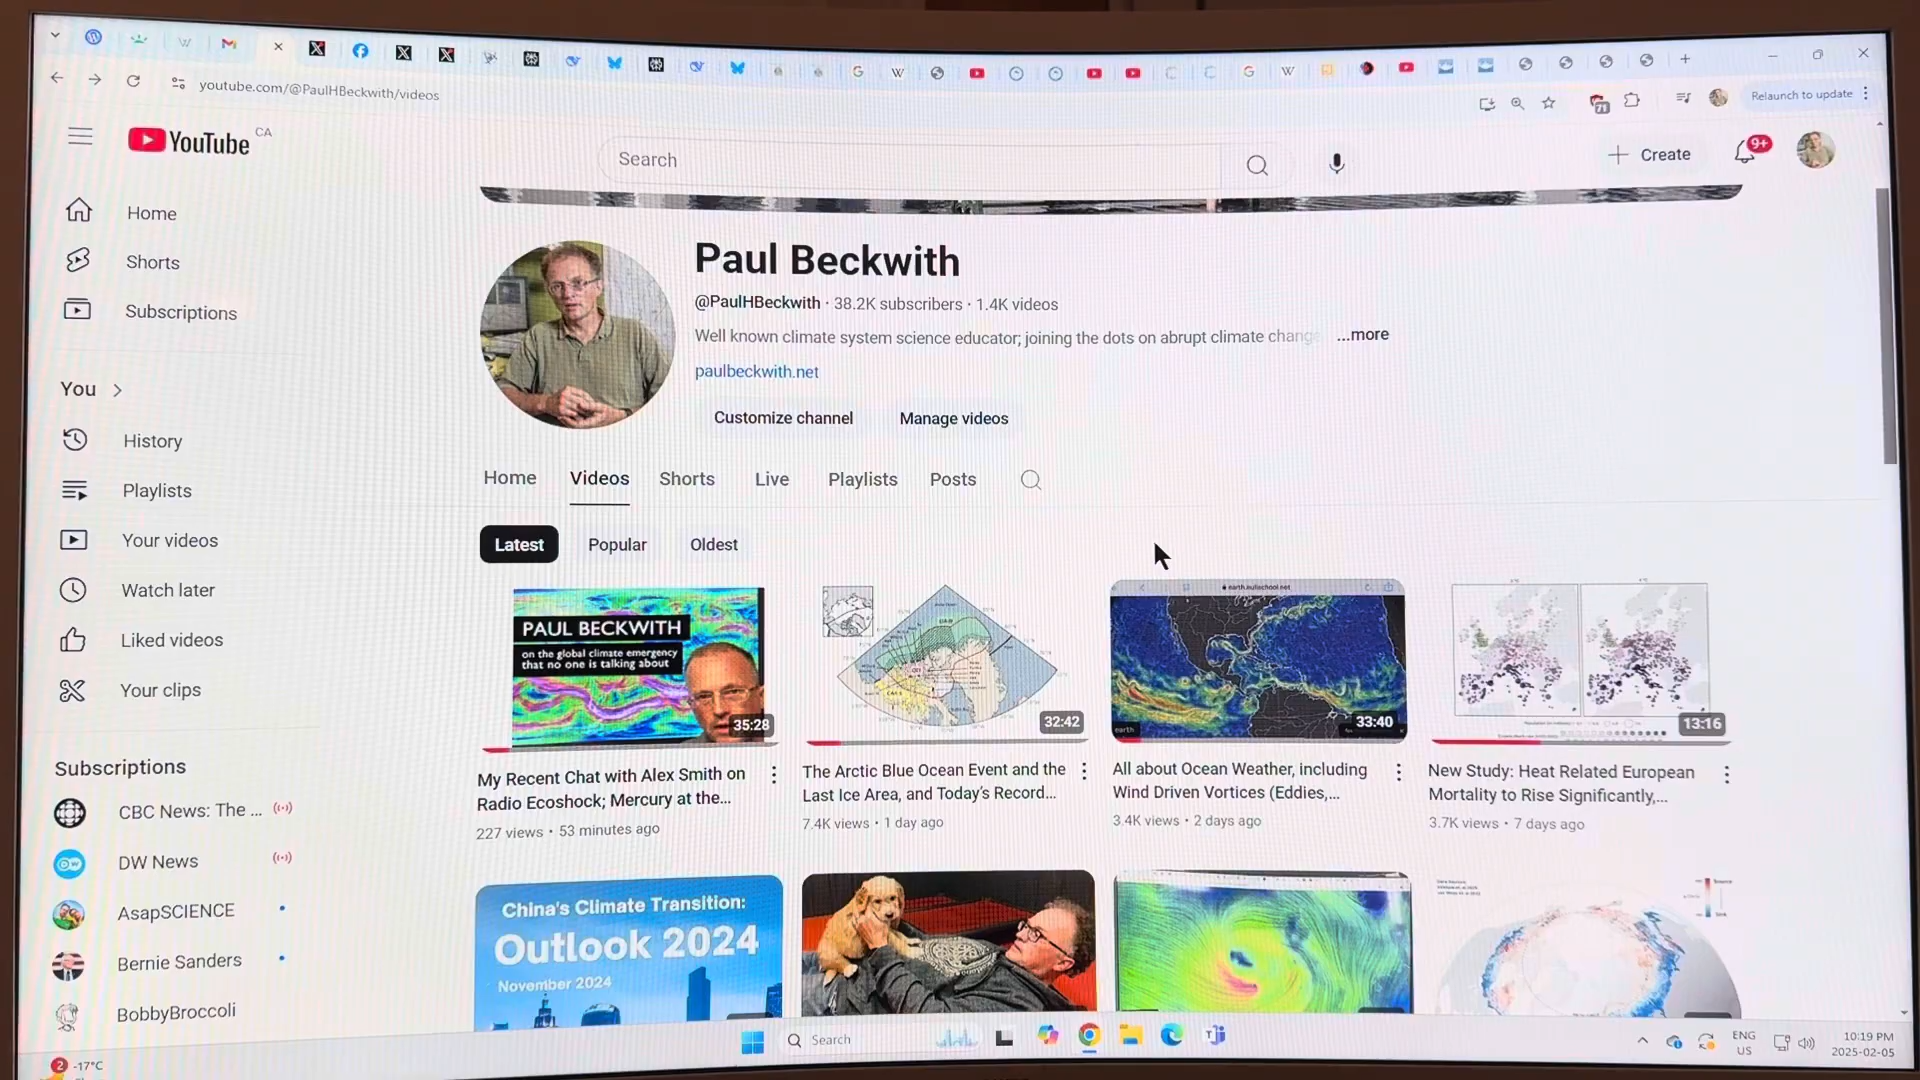 youtube.com/@PaulHBeckwith/videos
71
Relaunch to update
YouTube CA
Search
Create
9+
Home
Shorts
Subscriptions
You
History
Playlists
Your videos
Watch later
Liked videos
Your clips
Subscriptions
CBC News: The ...
DW News
AsapSCIENCE
Bernie Sanders
BobbyBroccoli
Paul Beckwith
@PaulHBeckwith · 38.2K subscribers · 1.4K videos
Well known climate system science educator; joining the dots on abrupt climate change ...more
paulbeckwith.net
Customize channel
Manage videos
Home
Videos
Shorts
Live
Playlists
Posts
Latest
Popular
Oldest
PAUL BECKWITH
on the global climate emergency
that no one is talking about
35:28
My Recent Chat with Alex Smith on
Radio Ecoshock; Mercury at the...
227 views • 53 minutes ago
32:42
The Arctic Blue Ocean Event and the
Last Ice Area, and Today's Record...
7.4K views • 1 day ago
earth.nullschool.net
earth
33:40
All about Ocean Weather, including
Wind Driven Vortices (Eddies,...
3.4K views • 2 days ago
13:16
New Study: Heat Related European
Mortality to Rise Significantly,...
3.7K views • 7 days ago
China's Climate Transition:
Outlook 2024
November 2024
2
-17°C
Search
ENG
US
10:19 PM
2025-02-05